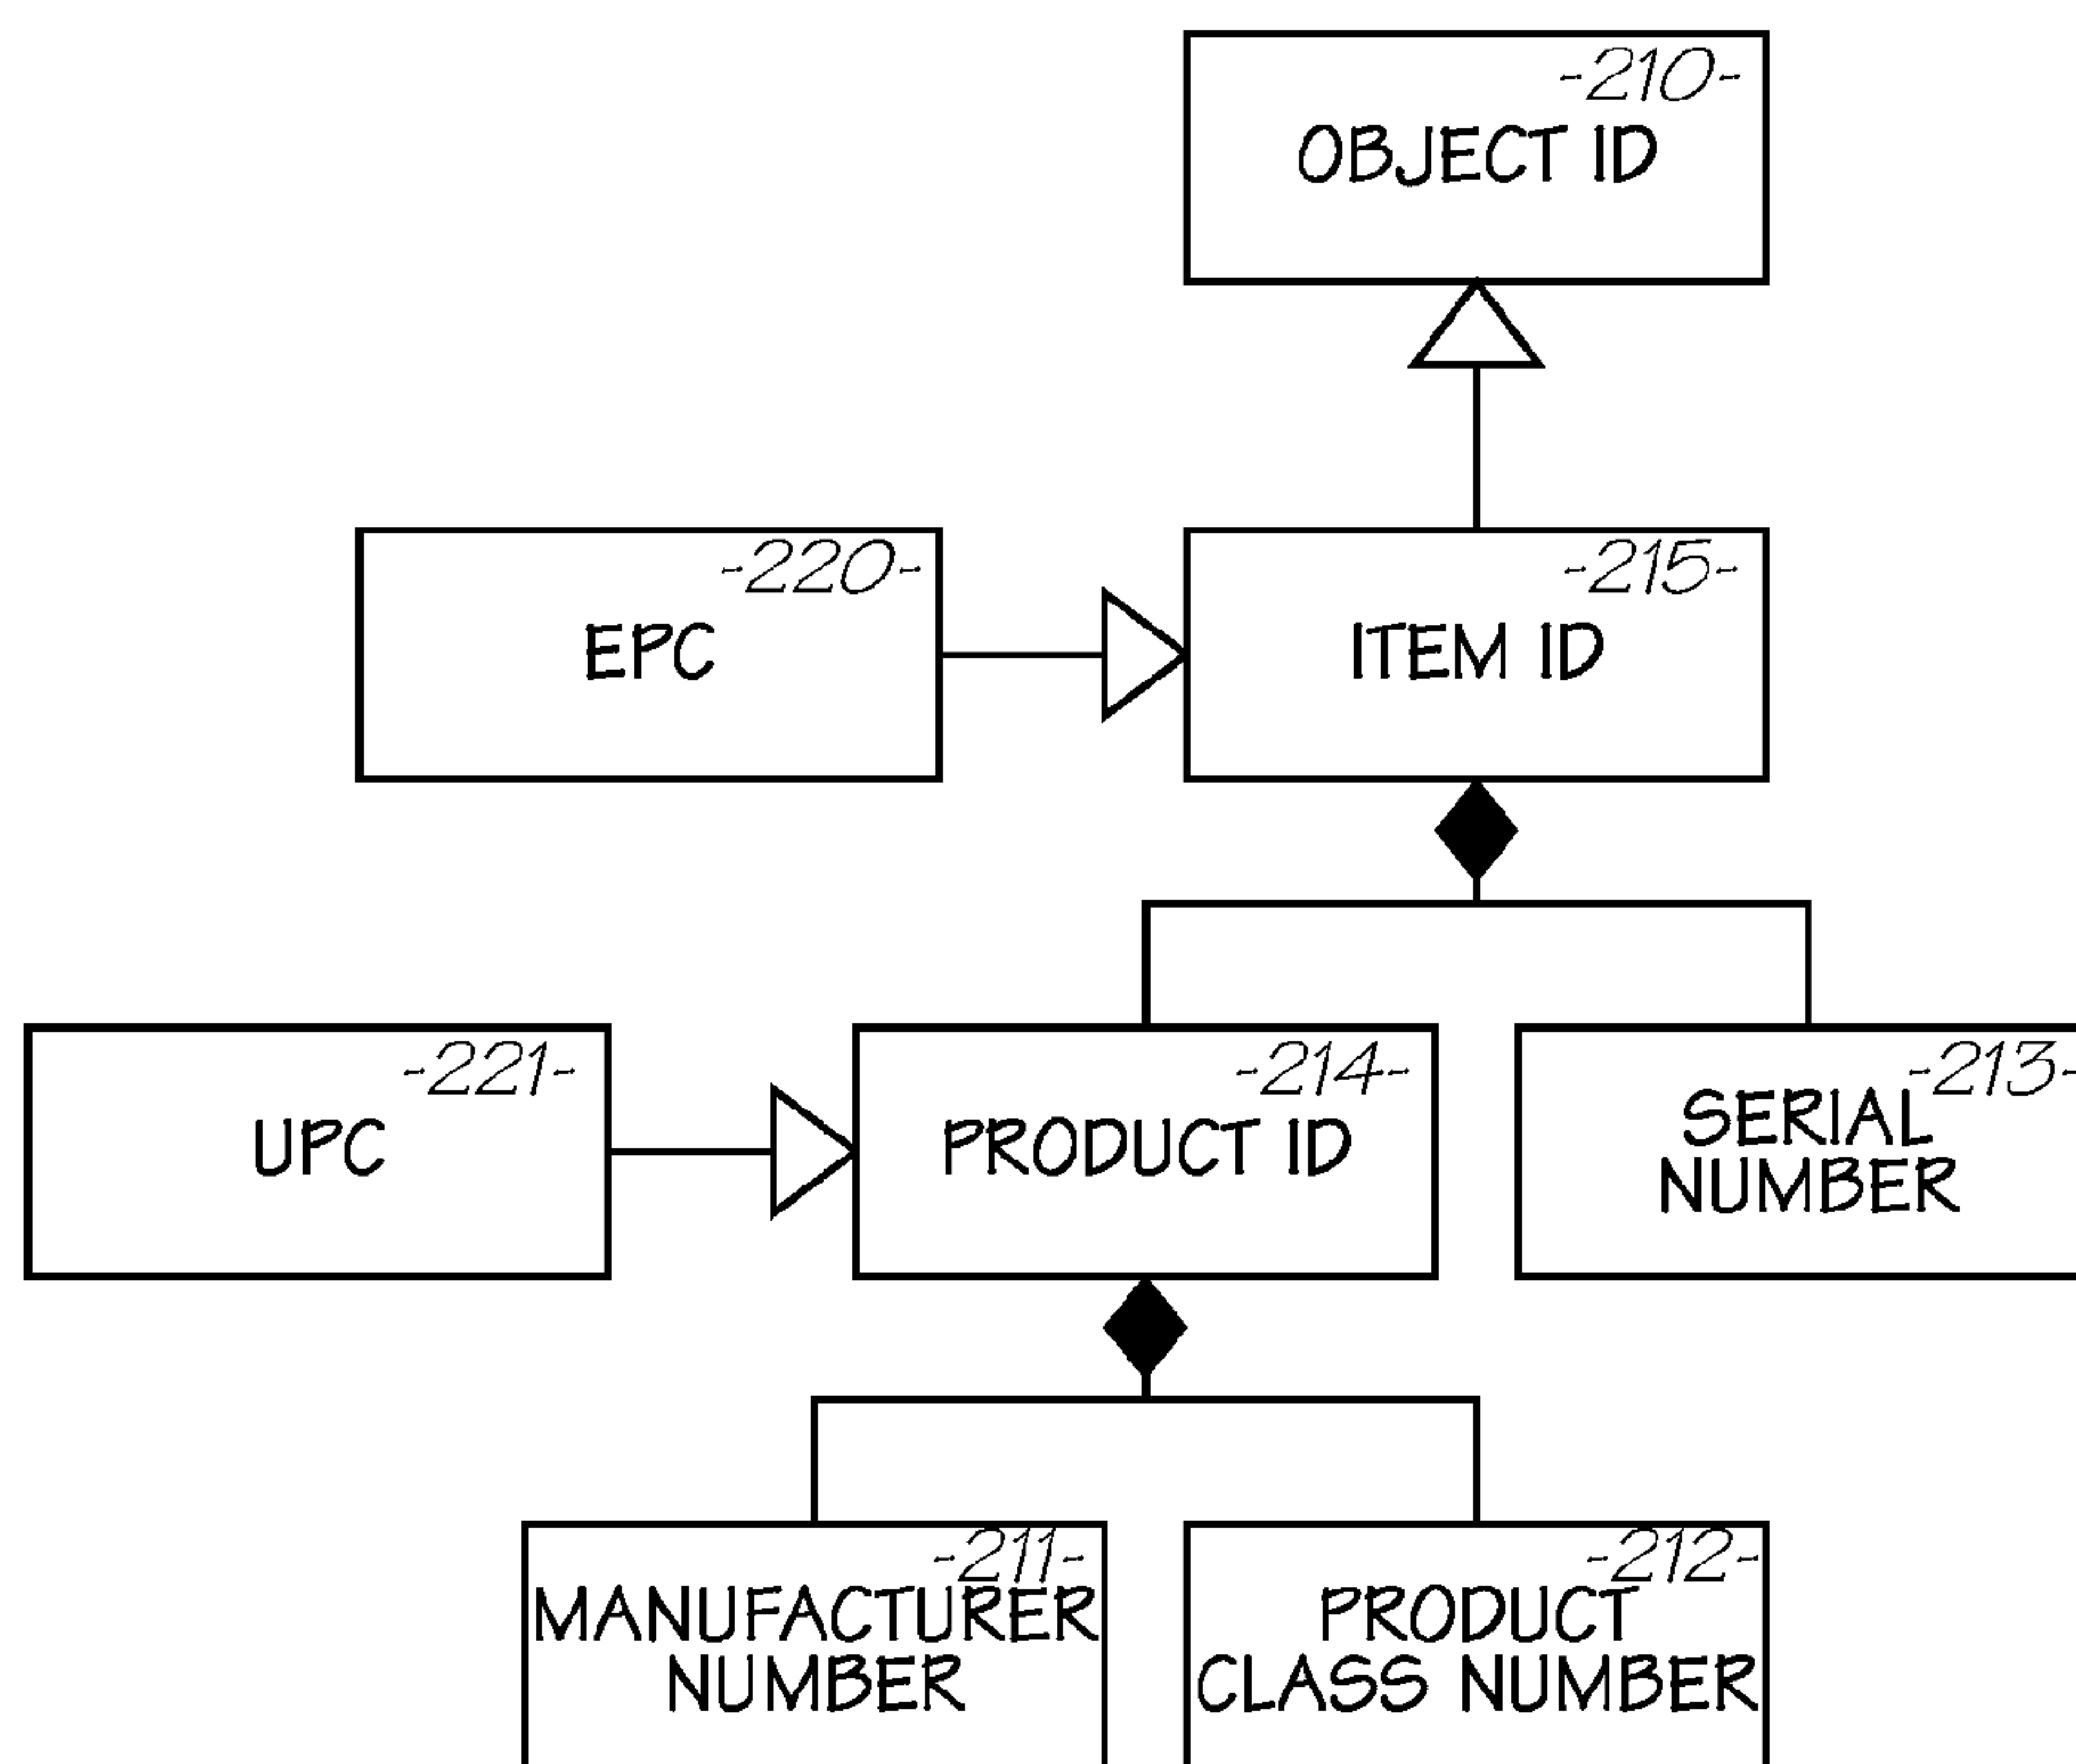 -210-
OBJECT ID
-220-
EPC
-215-
ITEM ID
-221-
UPC
-214-
PRODUCT ID
-213-
SERIAL
NUMBER
-211-
MANUFACTURER
NUMBER
-212-
PRODUCT
CLASS NUMBER